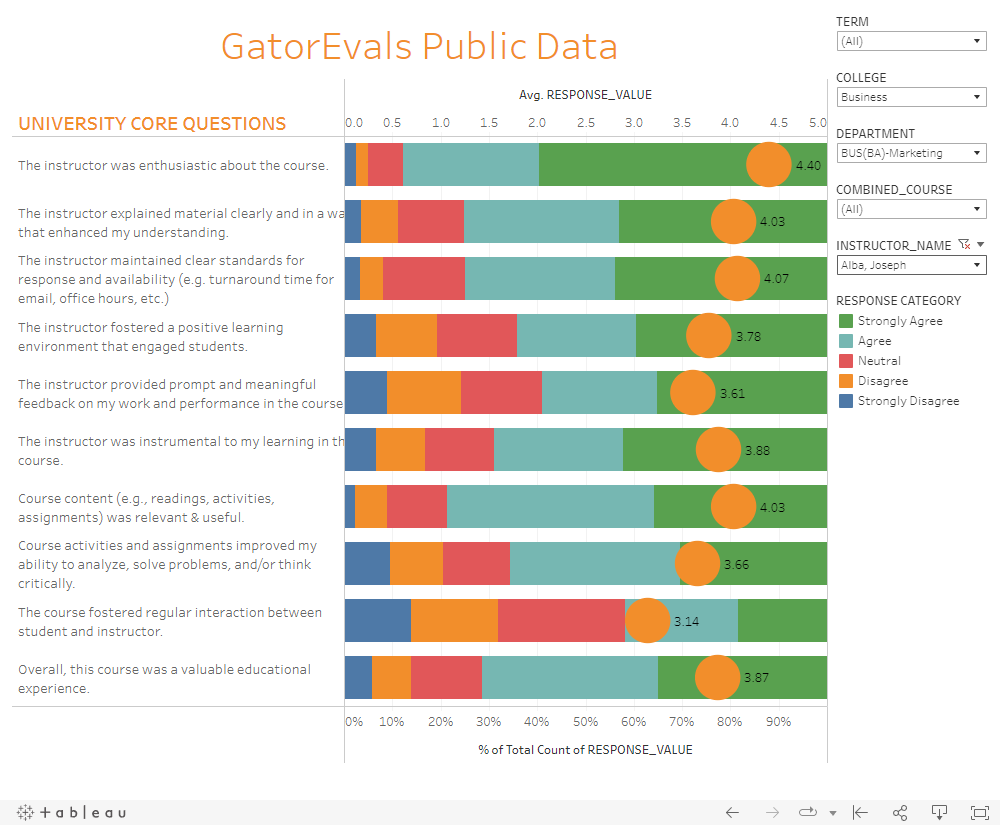 GatorEvals Public Data
Avg. RESPONSE_VALUE
UNIVERSITY CORE QUESTIONS
0.0 0.5 1.0 1.5 2.0 2.5 3.0 3.5 4.0 4.5 5.0
The instructor was enthusiastic about the course.
4.40
The instructor explained material clearly and in a wa
that enhanced my understanding.
4.03
The instructor maintained clear standards for
response and availability (e.g. turnaround time for
email, office hours, etc.)
4.07
The instructor fostered a positive learning
environment that engaged students.
3.78
The instructor provided prompt and meaningful
feedback on my work and performance in the course
3.61
The instructor was instrumental to my learning in th
course.
3.88
Course content (e.g., readings, activities,
assignments) was relevant & useful.
4.03
Course activities and assignments improved my
ability to analyze, solve problems, and/or think
critically.
3.66
The course fostered regular interaction between
student and instructor.
3.14
Overall, this course was a valuable educational
experience.
3.87
0% 10% 20% 30% 40% 50% 60% 70% 80% 90%
% of Total Count of RESPONSE_VALUE
TERM
(All)
COLLEGE
Business
DEPARTMENT
BUS(BA)-Marketing
COMBINED_COURSE
(All)
INSTRUCTOR_NAME
Alba, Joseph
RESPONSE CATEGORY
Strongly Agree
Agree
Neutral
Disagree
Strongly Disagree
tableau